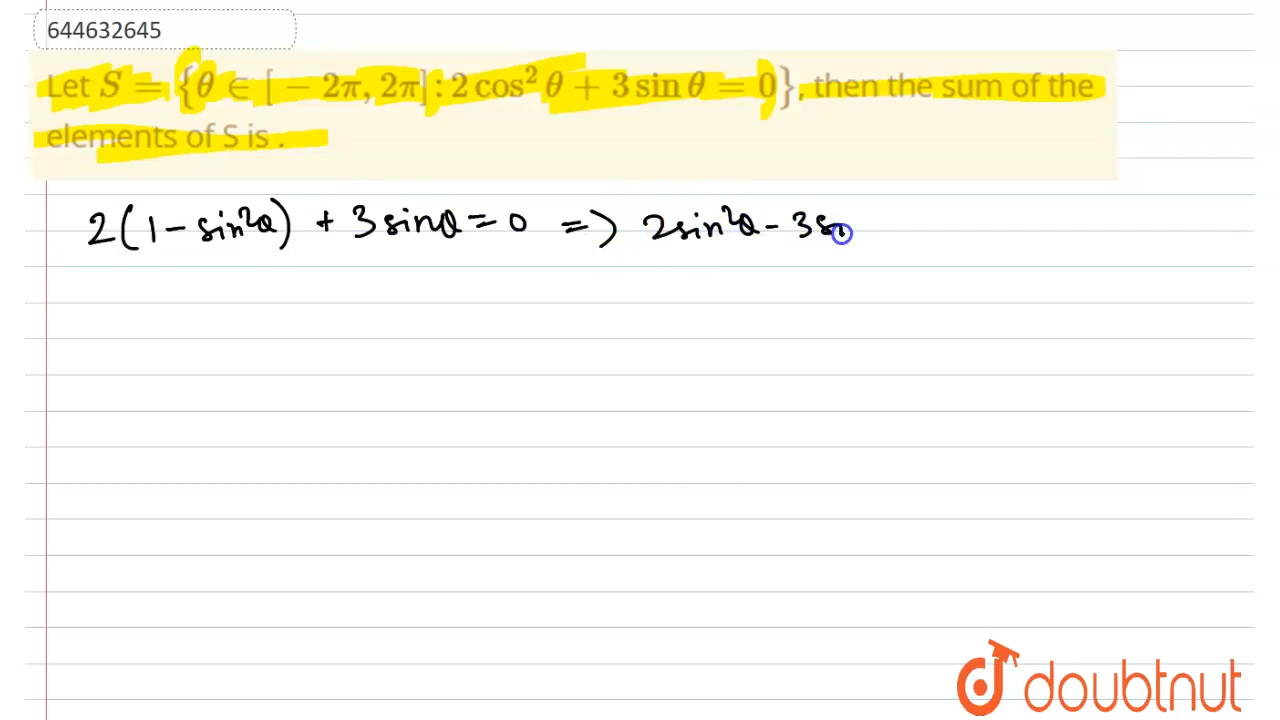 644632645
Let S = {θ ∈ [−2π, 2π] : 2 cos² θ + 3 sin θ = 0}, then the sum of the
elements of S is .
2(1 − sin²θ) + 3 sinθ = 0 ⇒ 2sin²θ − 3s
doubtnut